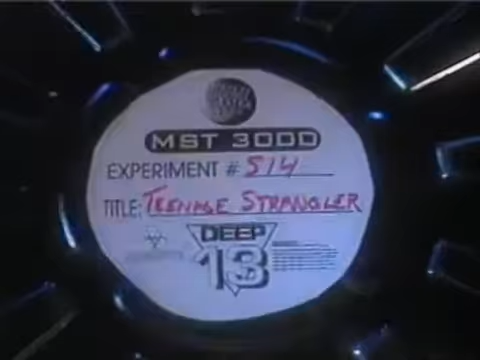 MST 3000
EXPERIMENT # 514
TITLE: TEENAGE STRANGLER
DEEP
13